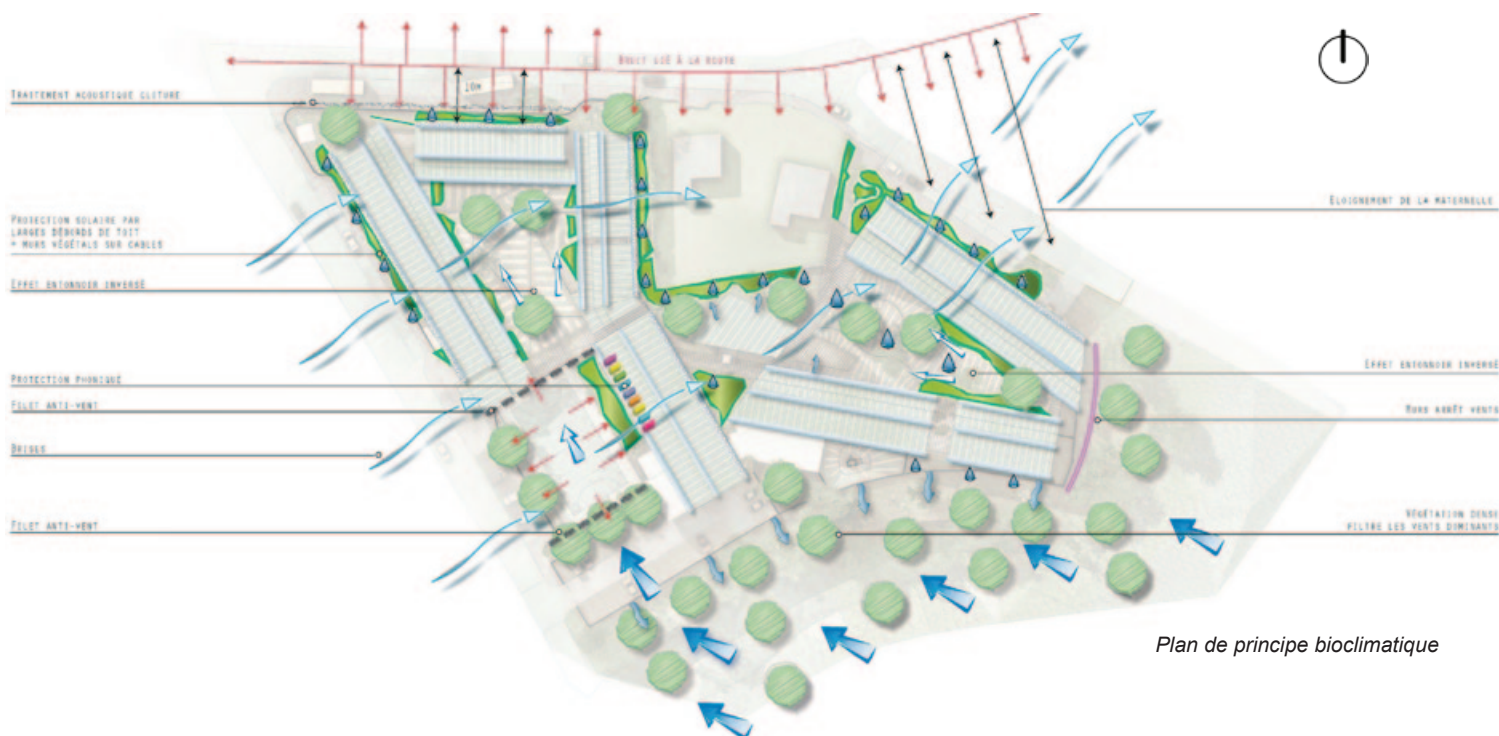 BRUIT LIÉ À LA ROUTE
TRAITEMENT ACOUSTIQUE CLOTURE
10M
PROTECTION SOLAIRE PAR
LARGES DÉBORDS DE TOIT
+ MURS VÉGÉTALS SUR CABLES
ELOIGNEMENT DE LA MATERNELLE
EFFET ENTONNOIR INVERSÉ
EFFET ENTONNOIR INVERSÉ
PROTECTION PHONIQUE
FILET ANTI-VENT
MURS ARRÊT VENTS
BRISES
FILET ANTI-VENT
VÉGÉTATION DENSE
FILTRE LES VENTS DOMINANTS
Plan de principe bioclimatique